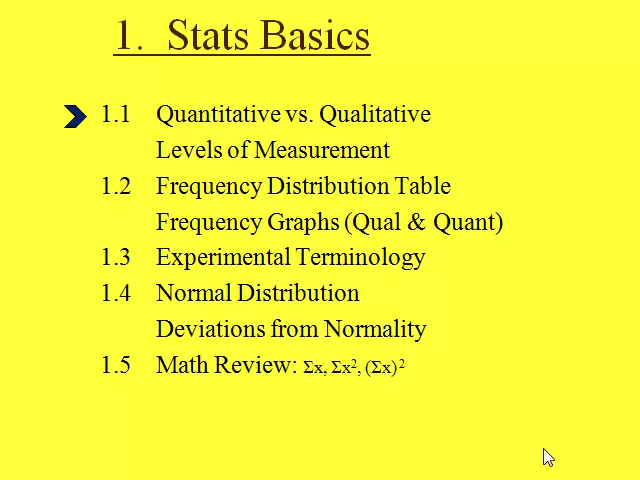 1. Stats Basics
1.1 Quantitative vs. Qualitative
Levels of Measurement
1.2 Frequency Distribution Table
Frequency Graphs (Qual & Quant)
1.3 Experimental Terminology
1.4 Normal Distribution
Deviations from Normality
1.5 Math Review: Σx, Σx², (Σx)²